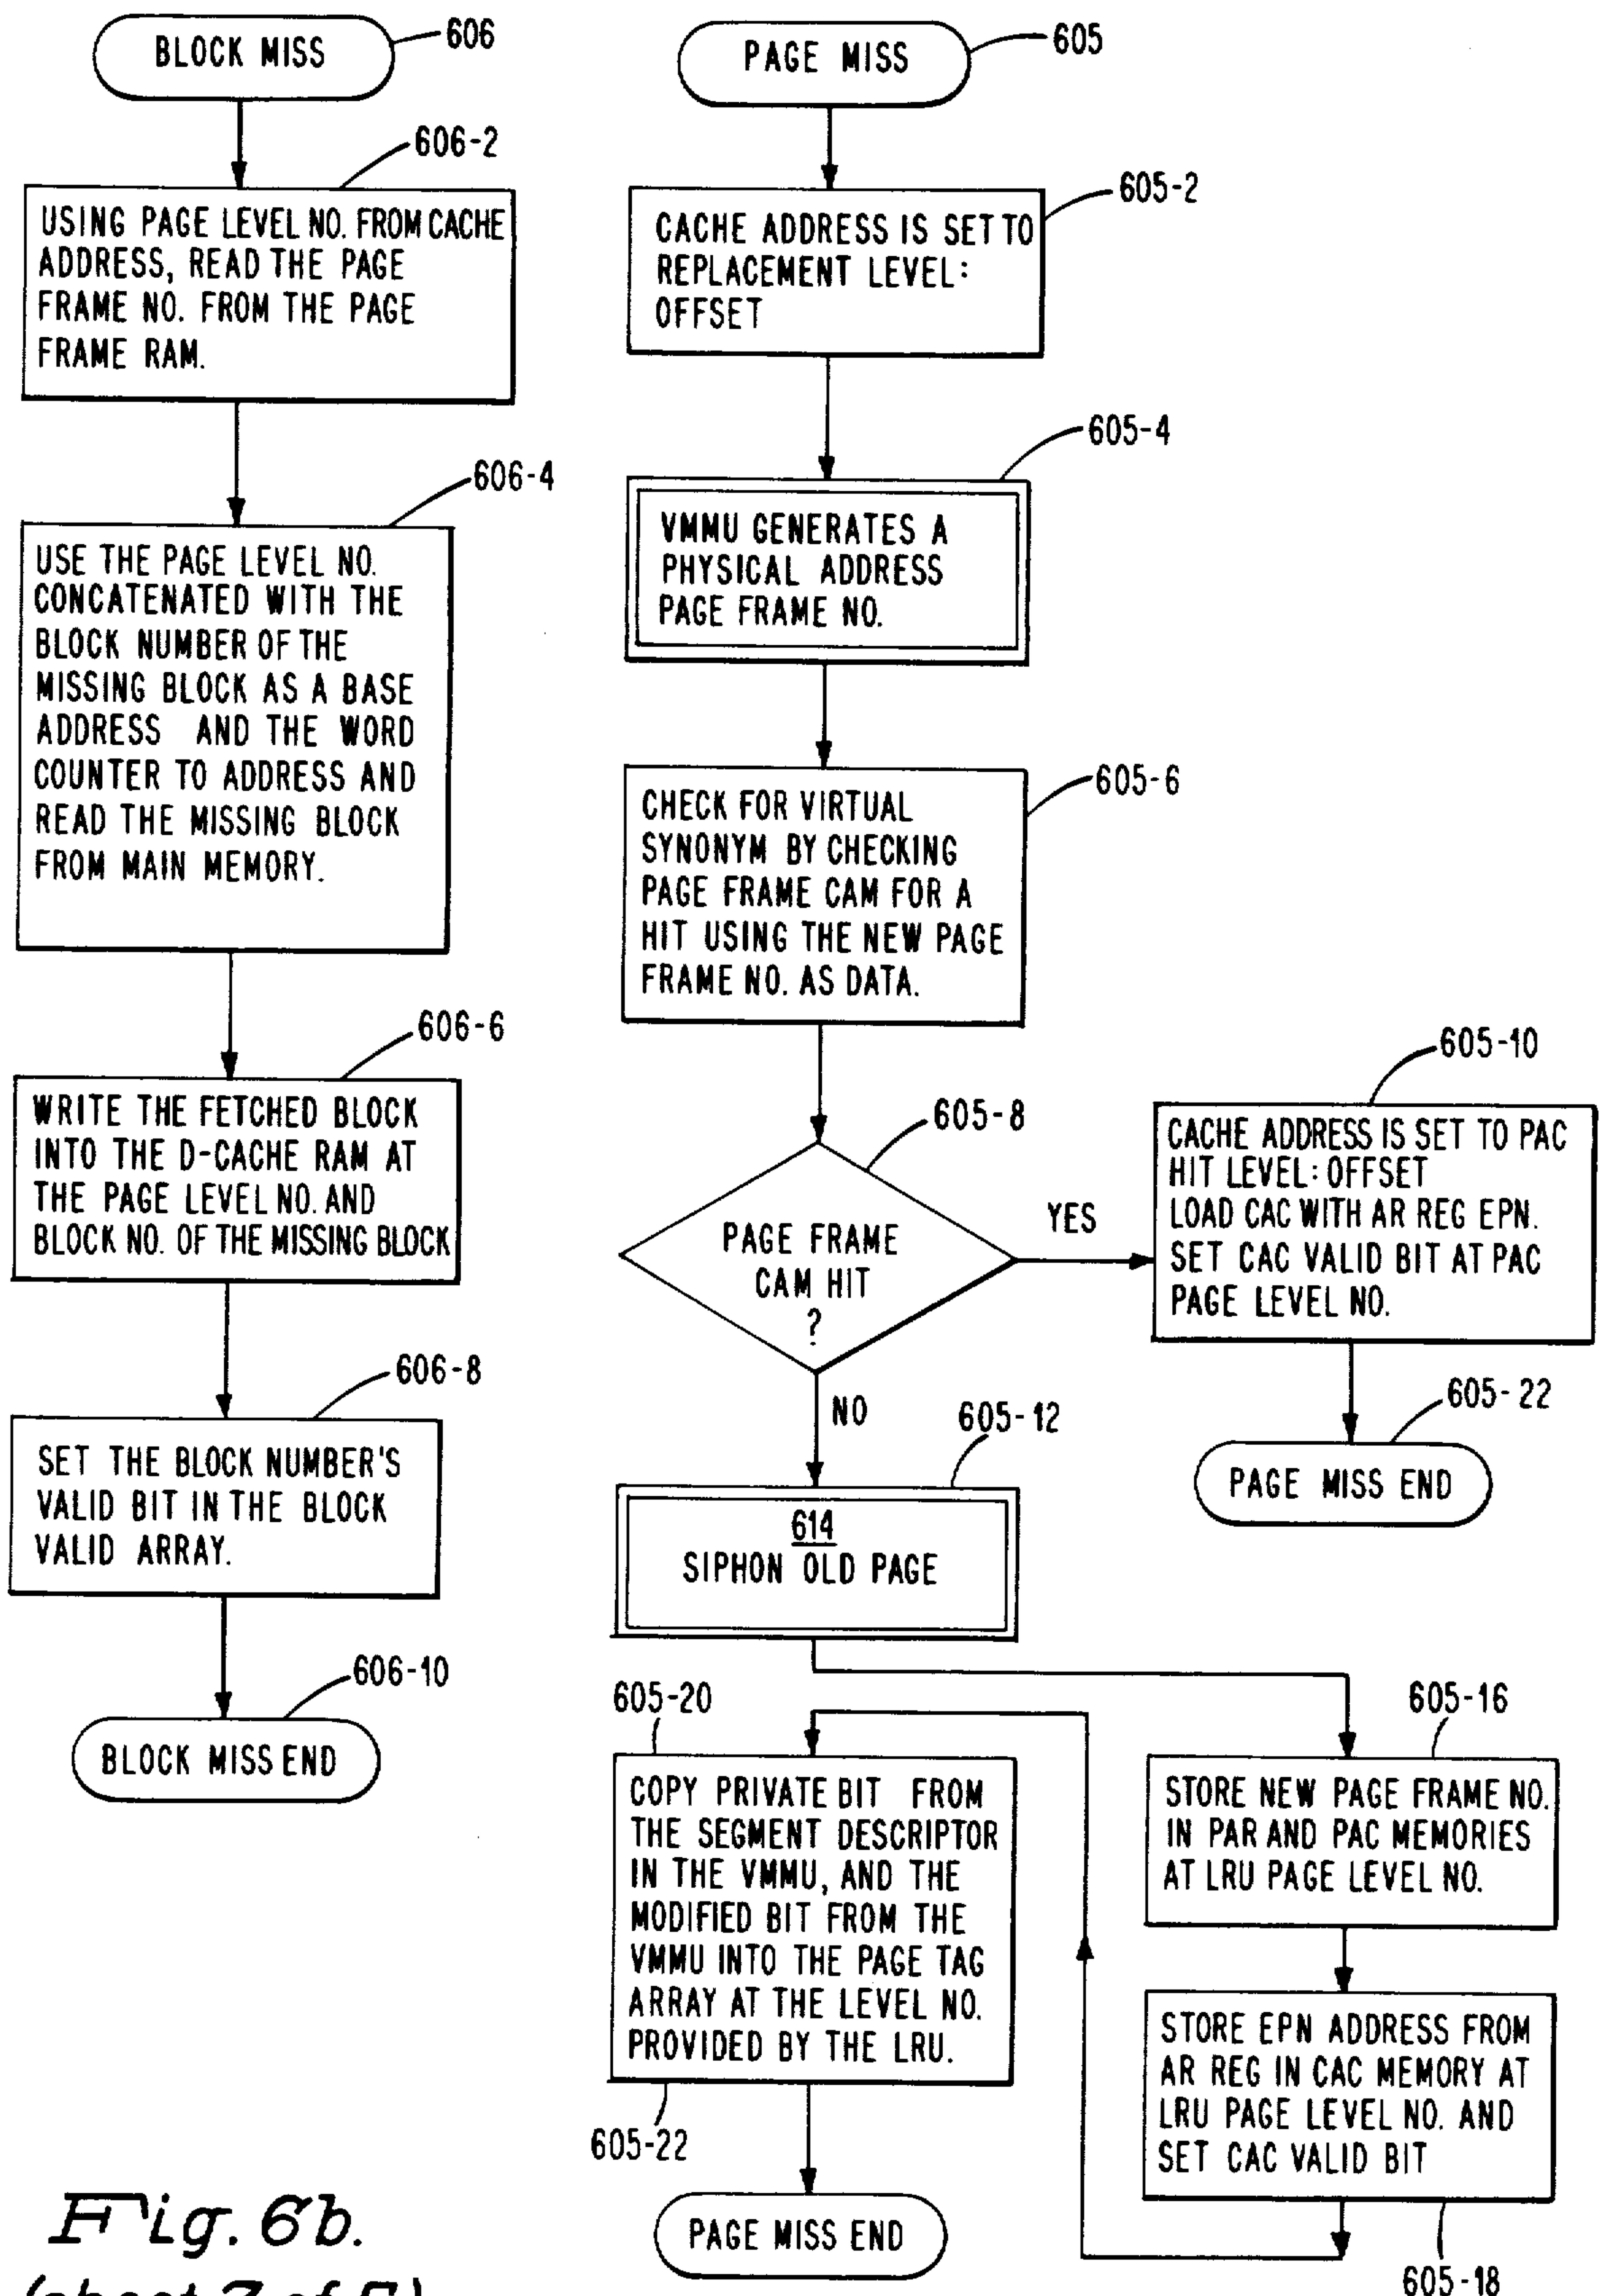 BLOCK MISS
606
606-2
USING PAGE LEVEL NO. FROM CACHE
ADDRESS, READ THE PAGE
FRAME NO. FROM THE PAGE
FRAME RAM.
606-4
USE THE PAGE LEVEL NO.
CONCATENATED WITH THE
BLOCK NUMBER OF THE
MISSING BLOCK AS A BASE
ADDRESS AND THE WORD
COUNTER TO ADDRESS AND
READ THE MISSING BLOCK
FROM MAIN MEMORY.
606-6
WRITE THE FETCHED BLOCK
INTO THE D-CACHE RAM AT
THE PAGE LEVEL NO. AND
BLOCK NO. OF THE MISSING BLOCK
606-8
SET THE BLOCK NUMBER'S
VALID BIT IN THE BLOCK
VALID ARRAY.
606-10
BLOCK MISS END
PAGE MISS
605
605-2
CACHE ADDRESS IS SET TO
REPLACEMENT LEVEL:
OFFSET
605-4
VMMU GENERATES A
PHYSICAL ADDRESS
PAGE FRAME NO.
605-6
CHECK FOR VIRTUAL
SYNONYM BY CHECKING
PAGE FRAME CAM FOR A
HIT USING THE NEW PAGE
FRAME NO. AS DATA.
605-8
PAGE FRAME
CAM HIT
?
YES
605-10
CACHE ADDRESS IS SET TO PAC
HIT LEVEL: OFFSET
LOAD CAC WITH AR REG EPN.
SET CAC VALID BIT AT PAC
PAGE LEVEL NO.
605-22
PAGE MISS END
NO
605-12
614
SIPHON OLD PAGE
605-16
STORE NEW PAGE FRAME NO.
IN PAR AND PAC MEMORIES
AT LRU PAGE LEVEL NO.
STORE EPN ADDRESS FROM
AR REG IN CAC MEMORY AT
LRU PAGE LEVEL NO. AND
SET CAC VALID BIT
605-18
605-20
COPY PRIVATE BIT FROM
THE SEGMENT DESCRIPTOR
IN THE VMMU, AND THE
MODIFIED BIT FROM THE
VMMU INTO THE PAGE TAG
ARRAY AT THE LEVEL NO.
PROVIDED BY THE LRU.
605-22
PAGE MISS END
Fig. 6b.